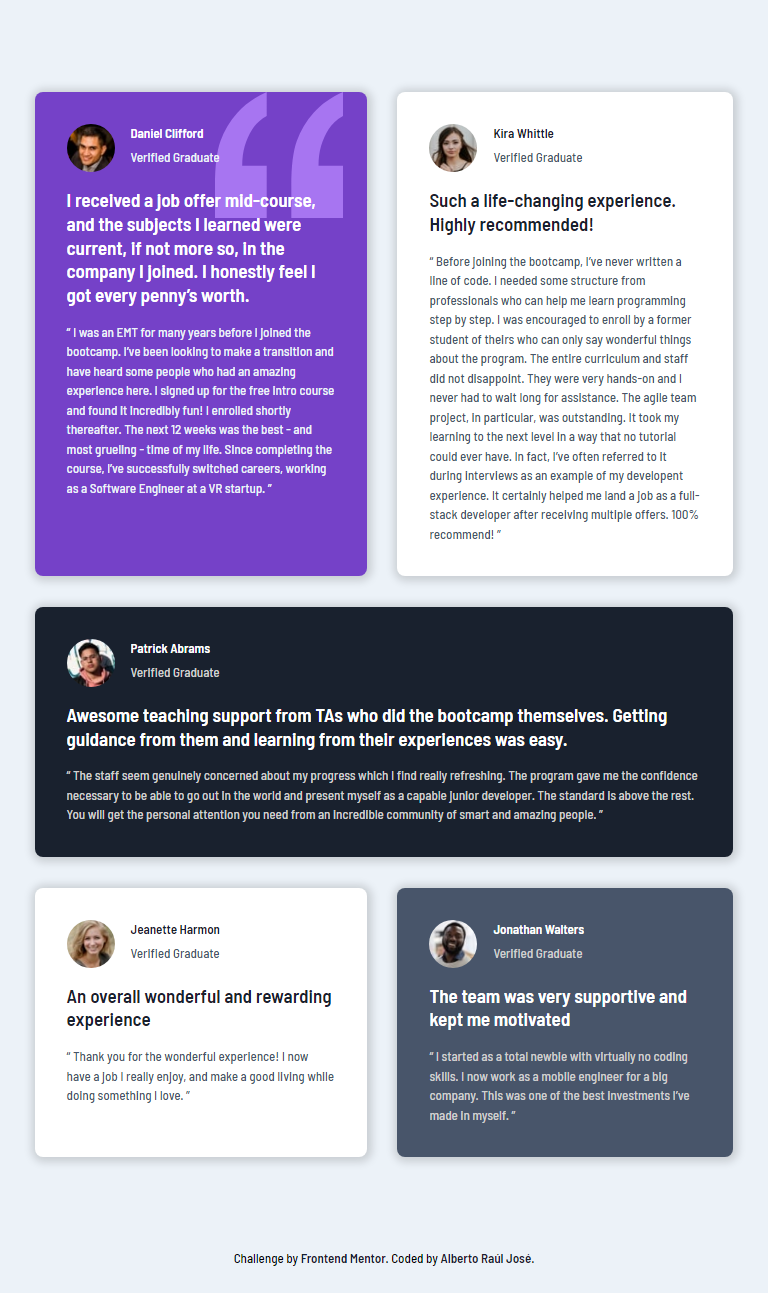 Daniel Clifford
Verified Graduate
I received a job offer mid-course,
and the subjects I learned were
current, if not more so, in the
company I joined. I honestly feel I
got every penny’s worth.
“ I was an EMT for many years before I joined the
bootcamp. I’ve been looking to make a transition and
have heard some people who had an amazing
experience here. I signed up for the free intro course
and found it incredibly fun! I enrolled shortly
thereafter. The next 12 weeks was the best - and
most grueling - time of my life. Since completing the
course, I’ve successfully switched careers, working
as a Software Engineer at a VR startup. ”
Kira Whittle
Verified Graduate
Such a life-changing experience.
Highly recommended!
“ Before joining the bootcamp, I’ve never written a
line of code. I needed some structure from
professionals who can help me learn programming
step by step. I was encouraged to enroll by a former
student of theirs who can only say wonderful things
about the program. The entire curriculum and staff
did not disappoint. They were very hands-on and I
never had to wait long for assistance. The agile team
project, in particular, was outstanding. It took my
learning to the next level in a way that no tutorial
could ever have. In fact, I’ve often referred to it
during interviews as an example of my developent
experience. It certainly helped me land a job as a full-
stack developer after receiving multiple offers. 100%
recommend! ”
Patrick Abrams
Verified Graduate
Awesome teaching support from TAs who did the bootcamp themselves. Getting
guidance from them and learning from their experiences was easy.
“ The staff seem genuinely concerned about my progress which I find really refreshing. The program gave me the confidence
necessary to be able to go out in the world and present myself as a capable junior developer. The standard is above the rest.
You will get the personal attention you need from an incredible community of smart and amazing people. ”
Jeanette Harmon
Verified Graduate
An overall wonderful and rewarding
experience
“ Thank you for the wonderful experience! I now
have a job I really enjoy, and make a good living while
doing something I love. ”
Jonathan Walters
Verified Graduate
The team was very supportive and
kept me motivated
“ I started as a total newbie with virtually no coding
skills. I now work as a mobile engineer for a big
company. This was one of the best investments I’ve
made in myself. ”
Challenge by Frontend Mentor. Coded by Alberto Raúl José.